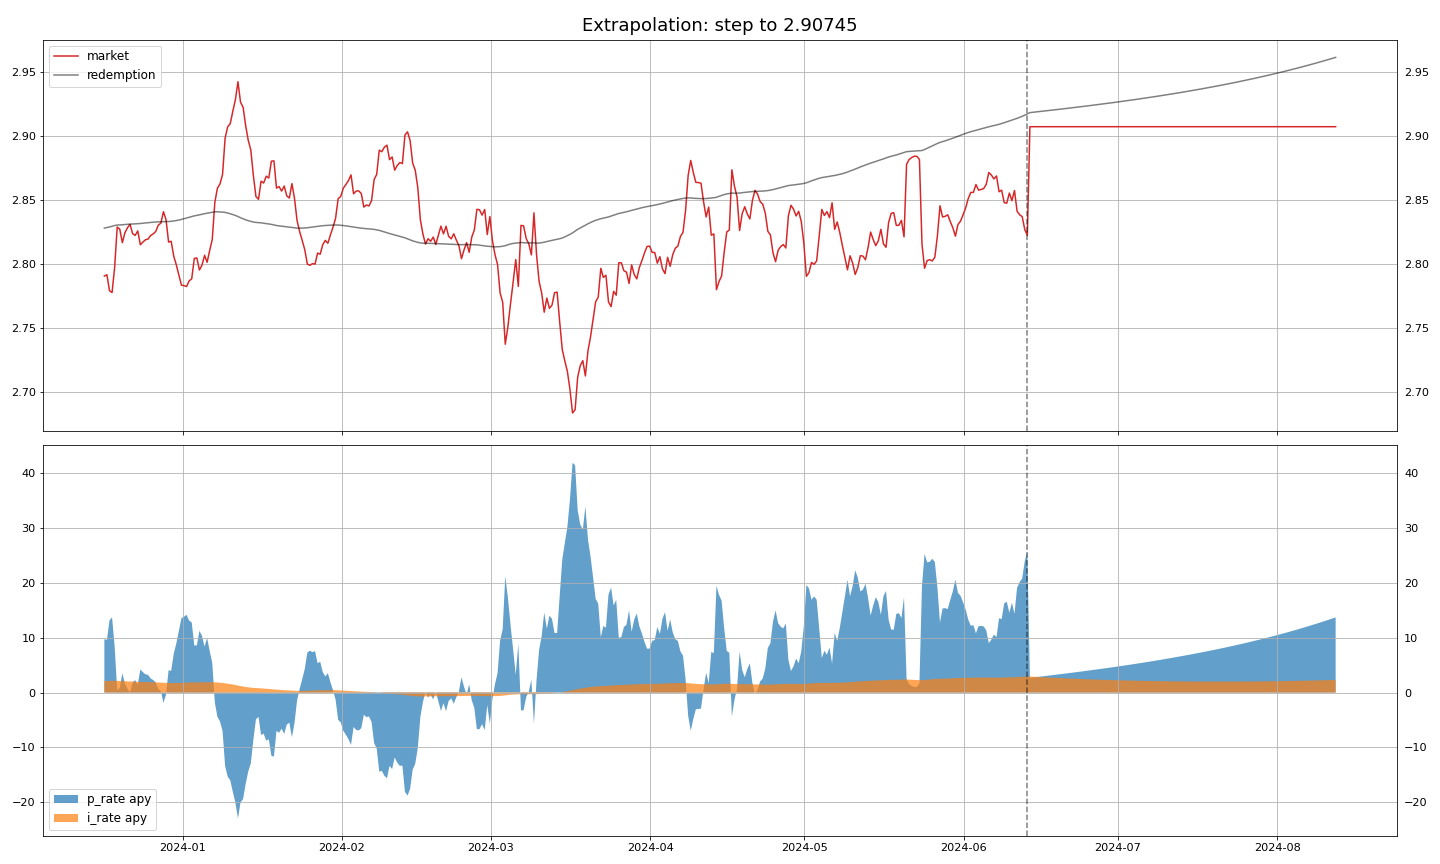 Extrapolation: step to 2.90745
market
redemption
2.95 2.95
2.90 2.90
2.85 2.85
2.80 2.80
2.75 2.75
2.70 2.70
40 40
30 30
20 20
10 10
0 0
−10 −10
−20 −20
p_rate apy
i_rate apy
2024-01 2024-02 2024-03 2024-04 2024-05 2024-06 2024-07 2024-08